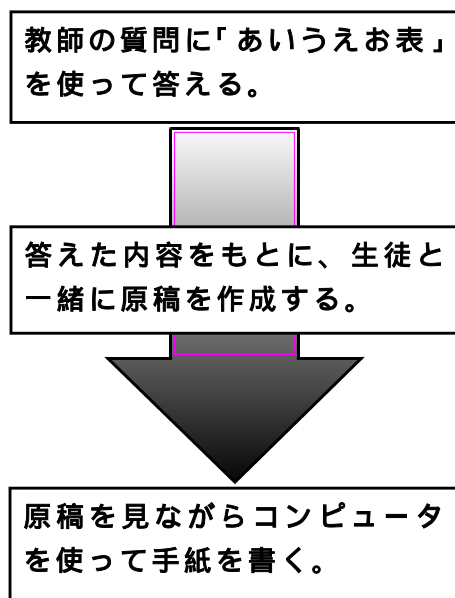 教師の質問に「あいうえお表」
を使って答える。
答えた内容をもとに、生徒と
一緒に原稿を作成する。
原稿を見ながらコンピュータ
を使って手紙を書く。